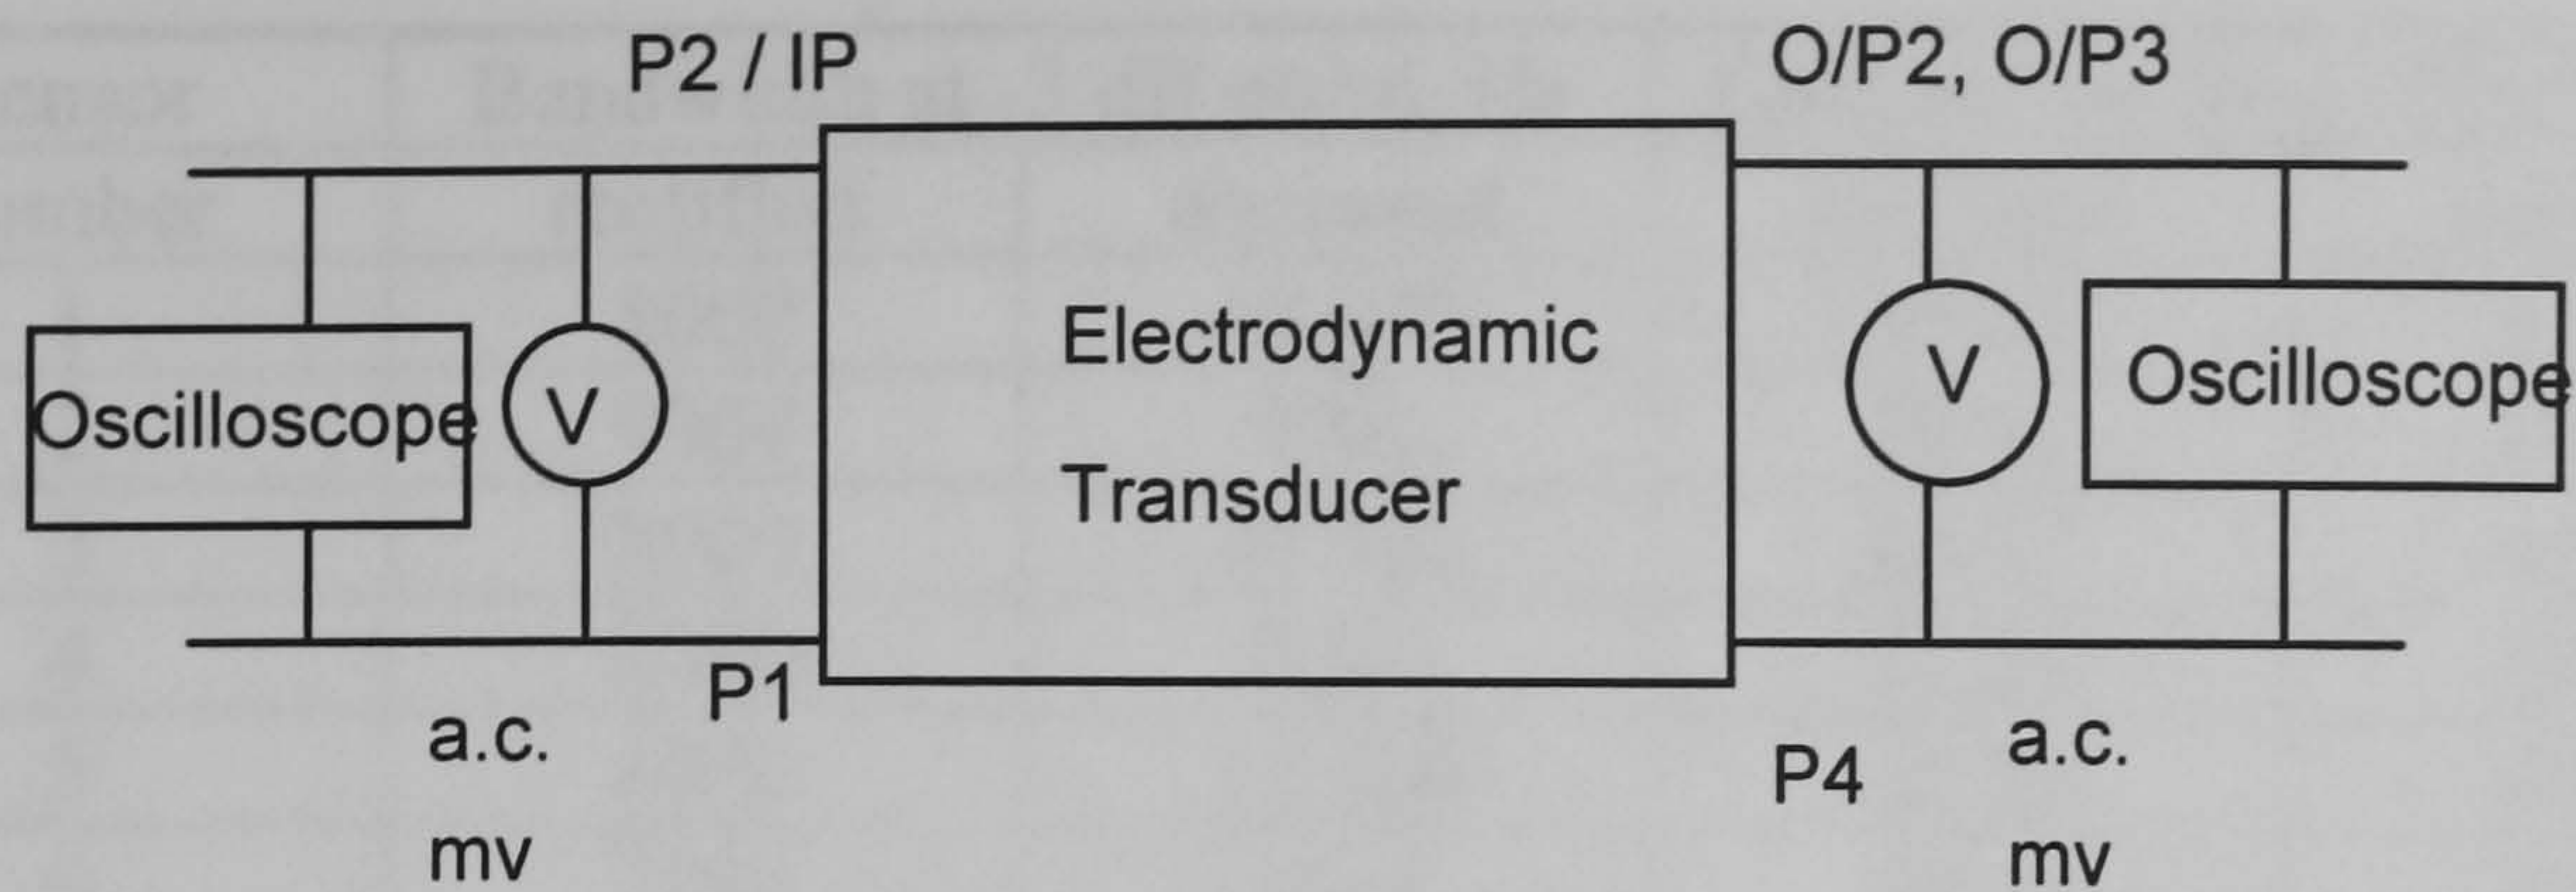 P2 / IP
O/P2, O/P3
Oscilloscope
V
Electrodynamic
Transducer
V
Oscilloscope
P1
P4
a.c.
mv
a.c.
mv